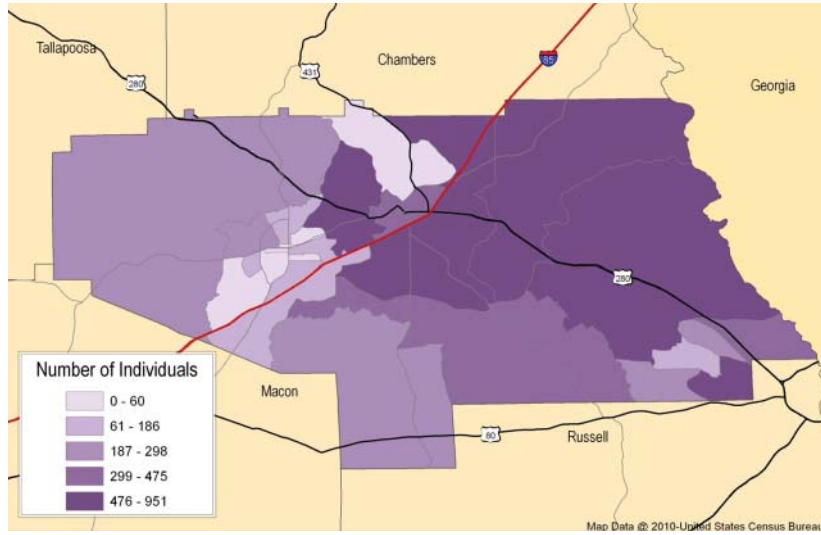 Tallapoosa
Chambers
Georgia
431
85
280
280
Macon
80
Russell
Number of Individuals
0 - 60
61 - 186
187 - 298
299 - 475
476 - 951
Map Data @ 2010-United States Census Bureau